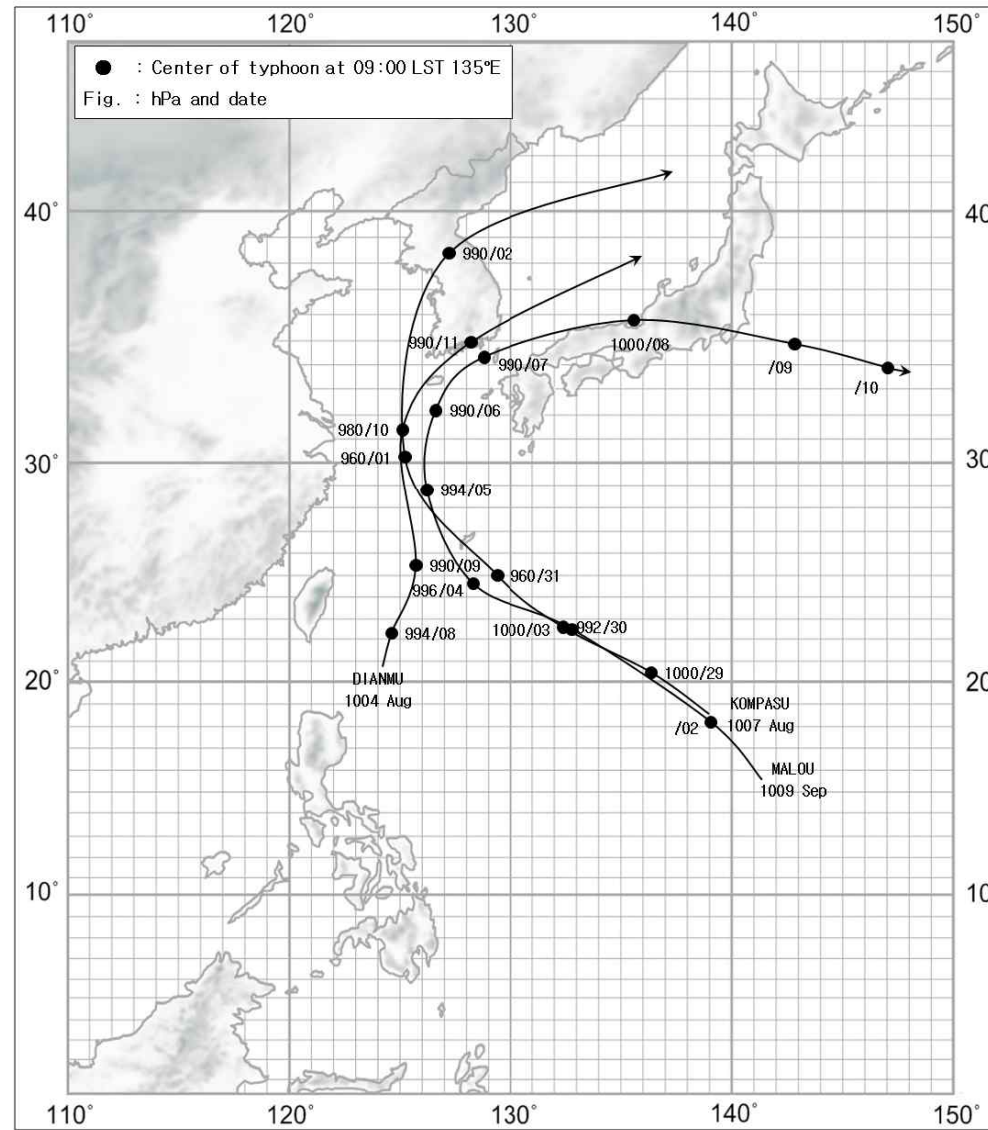 110° 120° 130° 140° 150°
● : Center of typhoon at 09:00 LST 135°E
Fig. : hPa and date
40° 40
990/02
990/11
1000/08
990/07
/09
/10
990/06
980/10
960/01
30° 30
994/05
990/09
960/31
996/04
1000/03
992/30
994/08
1000/29
20° 20
DIANMU
1004 Aug
KOMPASU
1007 Aug
/02
MALOU
1009 Sep
10° 10
110 120 130 140 150